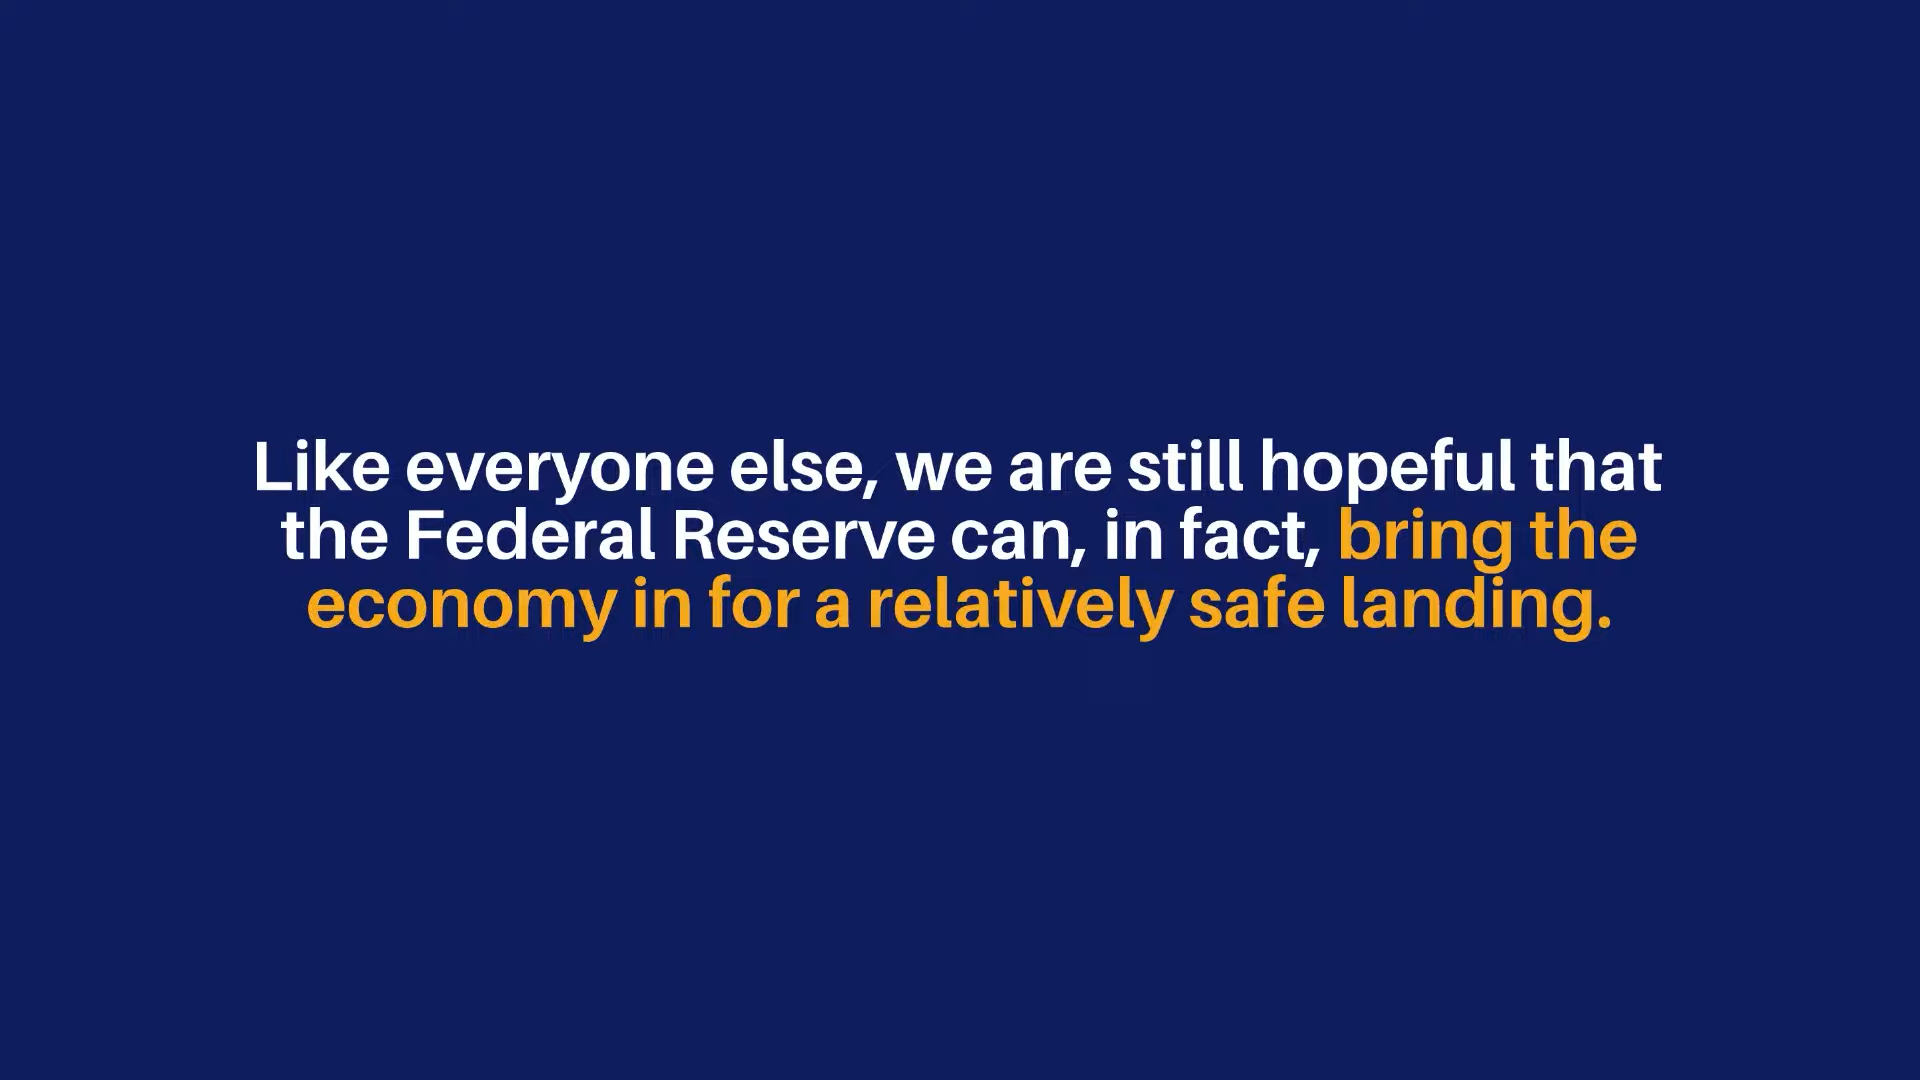 Like everyone else, we are still hopeful that
the Federal Reserve can, in fact, bring the
economy in for a relatively safe landing.